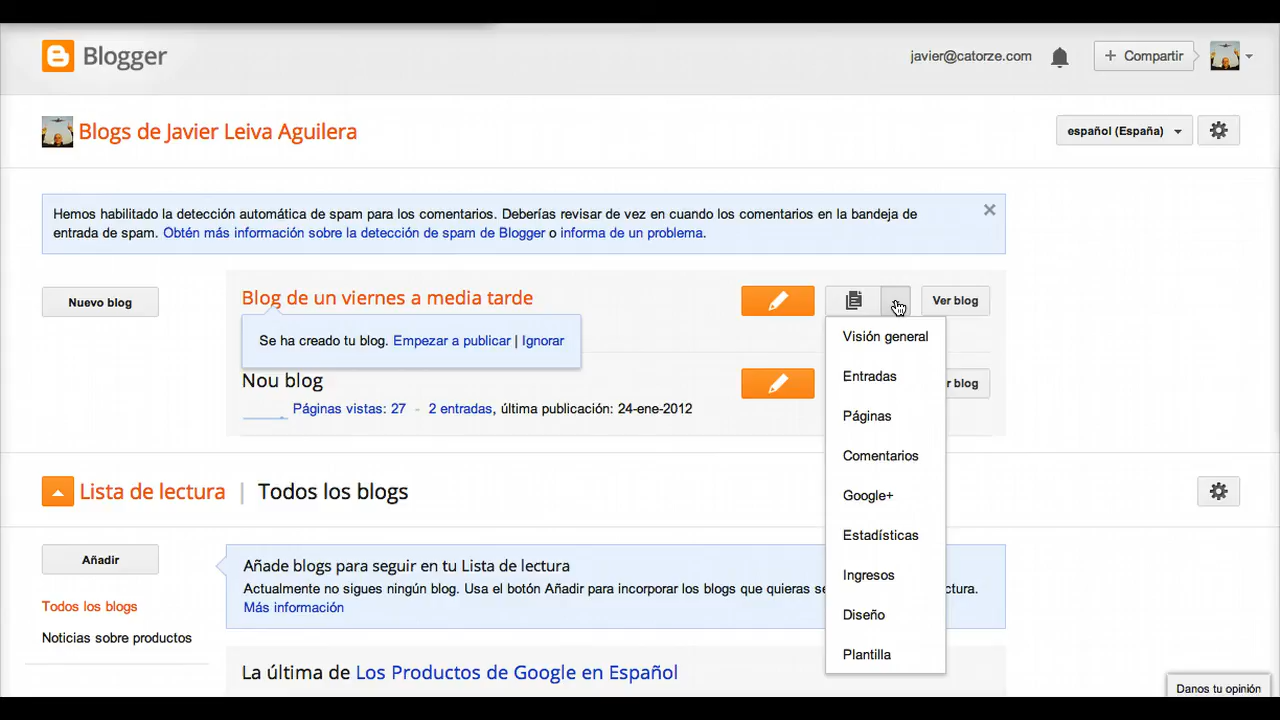 Blogger
javier@catorze.com
+ Compartir
Blogs de Javier Leiva Aguilera
español (España)
Hemos habilitado la detección automática de spam para los comentarios. Deberías revisar de vez en cuando los comentarios en la bandeja de
entrada de spam. Obtén más información sobre la detección de spam de Blogger o informa de un problema.
Nuevo blog
Blog de un viernes a media tarde
Ver blog
Se ha creado tu blog. Empezar a publicar | Ignorar
Nou blog
r blog
Páginas vistas: 27 - 2 entradas, última publicación: 24-ene-2012
Visión general
Entradas
Páginas
Comentarios
Google+
Estadísticas
Ingresos
Diseño
Plantilla
Lista de lectura | Todos los blogs
Añadir
Todos los blogs
Noticias sobre productos
Añade blogs para seguir en tu Lista de lectura
Actualmente no sigues ningún blog. Usa el botón Añadir para incorporar los blogs que quieras se ctura.
Más información
La última de Los Productos de Google en Español
Danos tu opinión